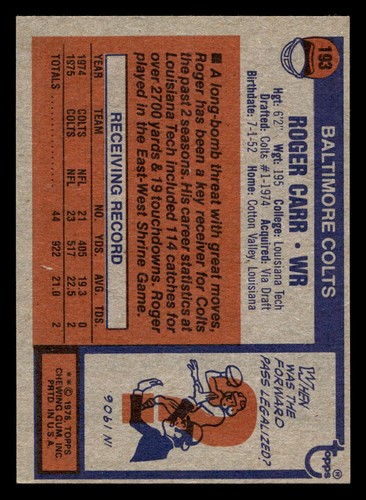 193
BALTIMORE COLTS
ROGER CARR • WR
Hgt: 6'2" Wgt: 195 College: Louisiana Tech
Drafted: Colts #1-1974 Acquired: Via Draft
Birthdate: 7-1-52 Home: Cotton Valley, Louisiana
■ A long-bomb threat with great moves,
Roger has been a key receiver for Colts
the past 2 seasons. His career statistics at
Louisiana Tech included 114 catches for
over 2700 yards & 19 touchdowns. Roger
played in the East-West Shrine Game.
RECEIVING RECORD
YEAR TEAM NO. YDS. AVG. TDS.
1974 COLTS NFL 21 405 19.3 0
1975 COLTS NFL 23 517 22.5 2
44 922 21.0 2
topps®
WHEN
WAS THE
FORWARD
PASS LEGALIZED?
IN 1906
** © 1976 TOPPS
CHEWING GUM, INC.
PRTD IN U.S.A.